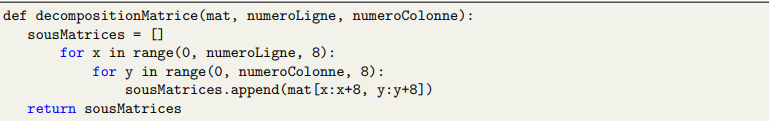 def decompositionMatrice(mat, numeroLigne, numeroColonne):
    sousMatrices = []
        for x in range(0, numeroLigne, 8):
            for y in range(0, numeroColonne, 8):
                sousMatrices.append(mat[x:x+8, y:y+8])
    return sousMatrices